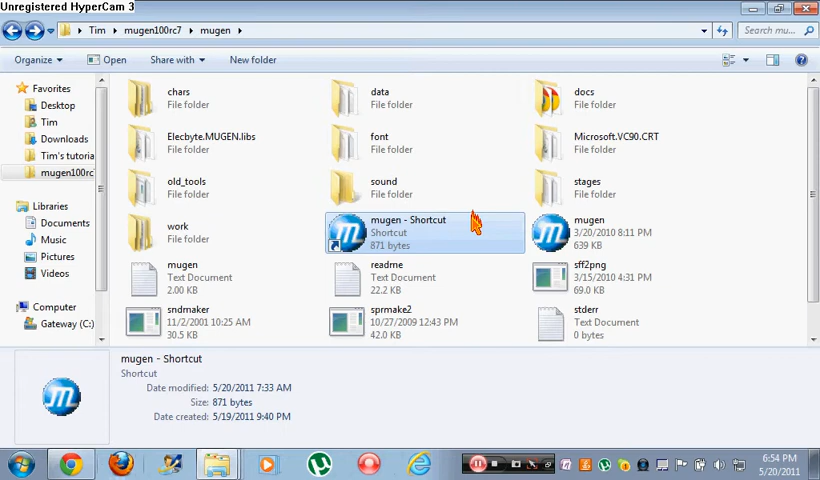 Unregistered HyperCam 3
Tim
mugen100rc7
mugen
Search mu...
Organize
Open
Share with
New folder
Favorites
Desktop
Tim
Downloads
Tim's tutoria
mugen100rc
Libraries
Documents
Music
Pictures
Videos
Computer
Gateway (C:)
chars
File folder
data
File folder
docs
File folder
Elecbyte.MUGEN.libs
File folder
font
File folder
Microsoft.VC90.CRT
File folder
old_tools
File folder
sound
File folder
stages
File folder
work
File folder
mugen - Shortcut
Shortcut
871 bytes
mugen
3/20/2010 8:11 PM
639 KB
mugen
Text Document
2.00 KB
readme
Text Document
22.2 KB
sff2png
3/15/2010 4:31 PM
69.0 KB
sndmaker
11/2/2001 10:25 AM
30.5 KB
sprmake2
10/27/2009 12:43 PM
42.0 KB
stderr
Text Document
0 bytes
mugen - Shortcut
Shortcut
Date modified: 5/20/2011 7:33 AM
Size: 871 bytes
Date created: 5/19/2011 9:40 PM
6:54 PM
5/20/2011